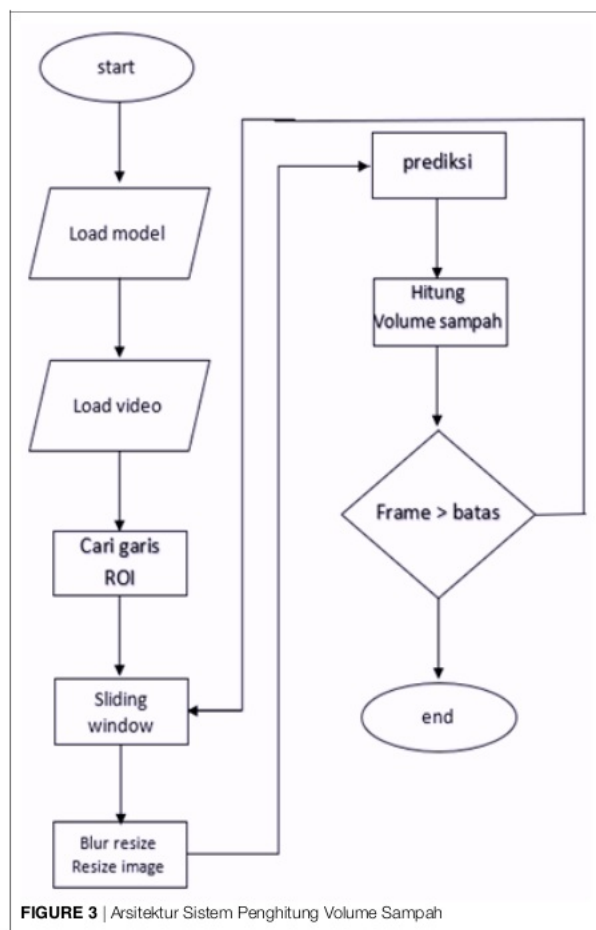 start
Load model
Load video
Cari garis
ROI
Sliding
window
Blur resize
Resize image
prediksi
Hitung
Volume sampah
Frame > batas
end
FIGURE 3 | Arsitektur Sistem Penghitung Volume Sampah